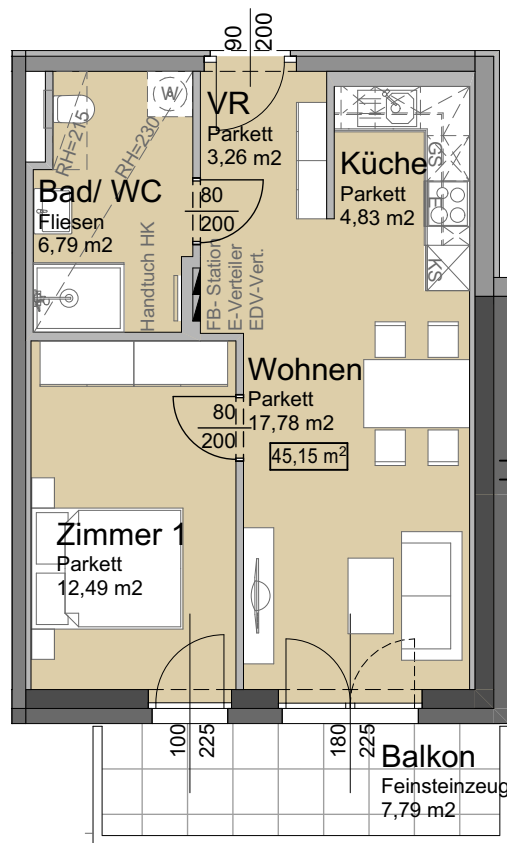 90
200
VR
Parkett
3,26 m2
W
RH=215
RH=230
Küche
Parkett
4,83 m2
GS
E
KS
Bad/ WC
Fliesen
6,79 m2
80
200
Handtuch HK
FB- Station
E-Verteiler
EDV-Vert.
Wohnen
Parkett
17,78 m2
45,15 m²
80
200
Zimmer 1
Parkett
12,49 m2
100
225
180
225
Balkon
Feinsteinzeug
7,79 m2